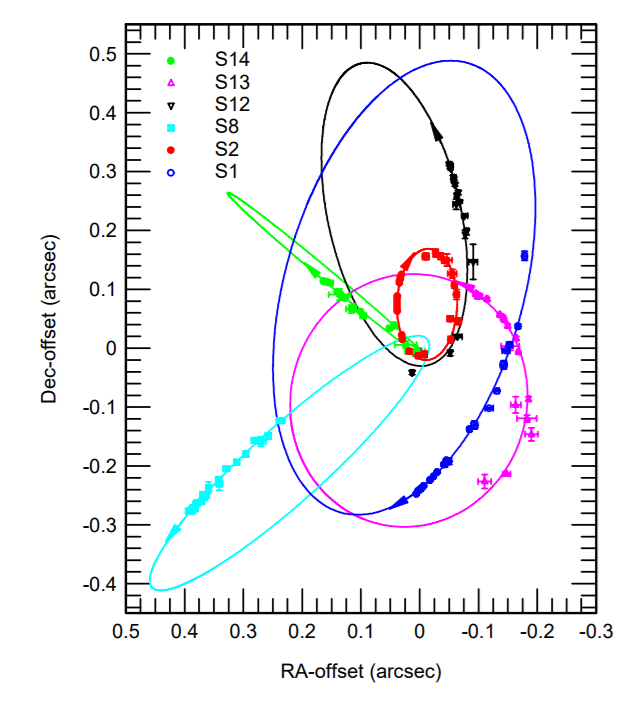 S14
S13
S12
S8
S2
S1
0.5
0.4
0.3
0.2
0.1
0
-0.1
-0.2
-0.3
-0.4
Dec-offset (arcsec)
0.5 0.4 0.3 0.2 0.1 0 -0.1 -0.2 -0.3
RA-offset (arcsec)